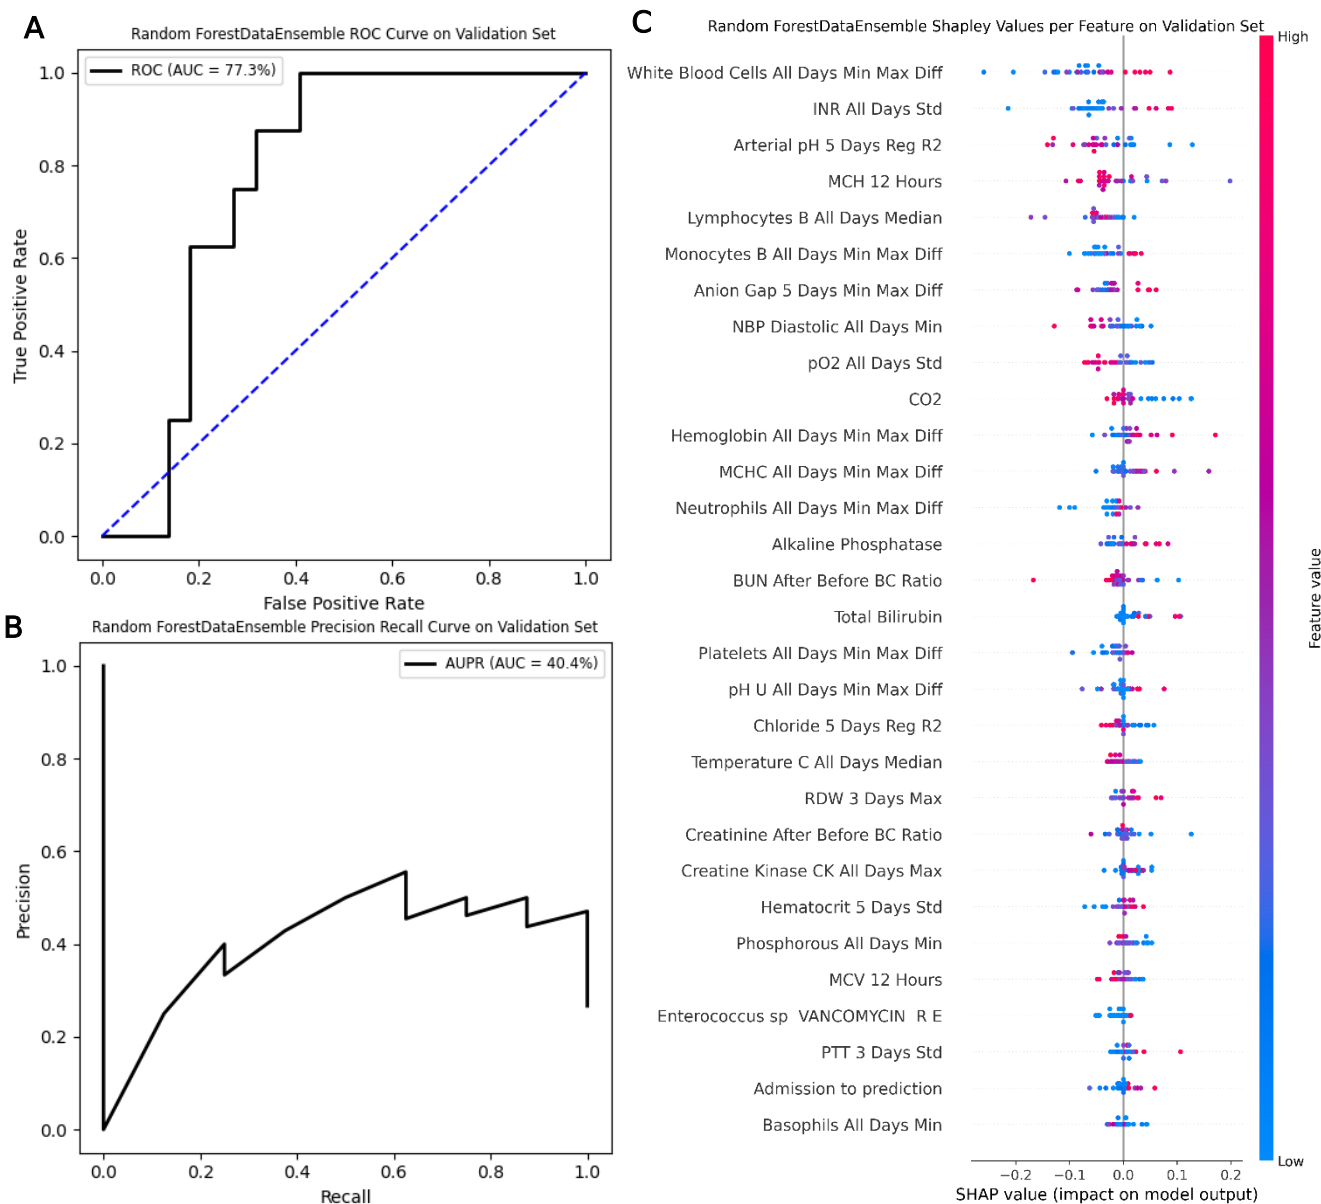 A
Random ForestDataEnsemble ROC Curve on Validation Set
ROC (AUC = 77.3%)
1.0
0.8
0.6
0.4
0.2
0.0
True Positive Rate
0.0 0.2 0.4 0.6 0.8 1.0
False Positive Rate
B
Random ForestDataEnsemble Precision Recall Curve on Validation Set
AUPR (AUC = 40.4%)
1.0
0.8
0.6
0.4
0.2
0.0
Precision
0.0 0.2 0.4 0.6 0.8 1.0
Recall
C
Random ForestDataEnsemble Shapley Values per Feature on Validation Set
High
White Blood Cells All Days Min Max Diff
INR All Days Std
Arterial pH 5 Days Reg R2
MCH 12 Hours
Lymphocytes B All Days Median
Monocytes B All Days Min Max Diff
Anion Gap 5 Days Min Max Diff
NBP Diastolic All Days Min
pO2 All Days Std
CO2
Hemoglobin All Days Min Max Diff
MCHC All Days Min Max Diff
Neutrophils All Days Min Max Diff
Alkaline Phosphatase
BUN After Before BC Ratio
Total Bilirubin
Platelets All Days Min Max Diff
pH U All Days Min Max Diff
Chloride 5 Days Reg R2
Temperature C All Days Median
RDW 3 Days Max
Creatinine After Before BC Ratio
Creatine Kinase CK All Days Max
Hematocrit 5 Days Std
Phosphorous All Days Min
MCV 12 Hours
Enterococcus sp  VANCOMYCIN  R E
PTT 3 Days Std
Admission to prediction
Basophils All Days Min
Feature value
Low
−0.2 −0.1 0.0 0.1 0.2
SHAP value (impact on model output)